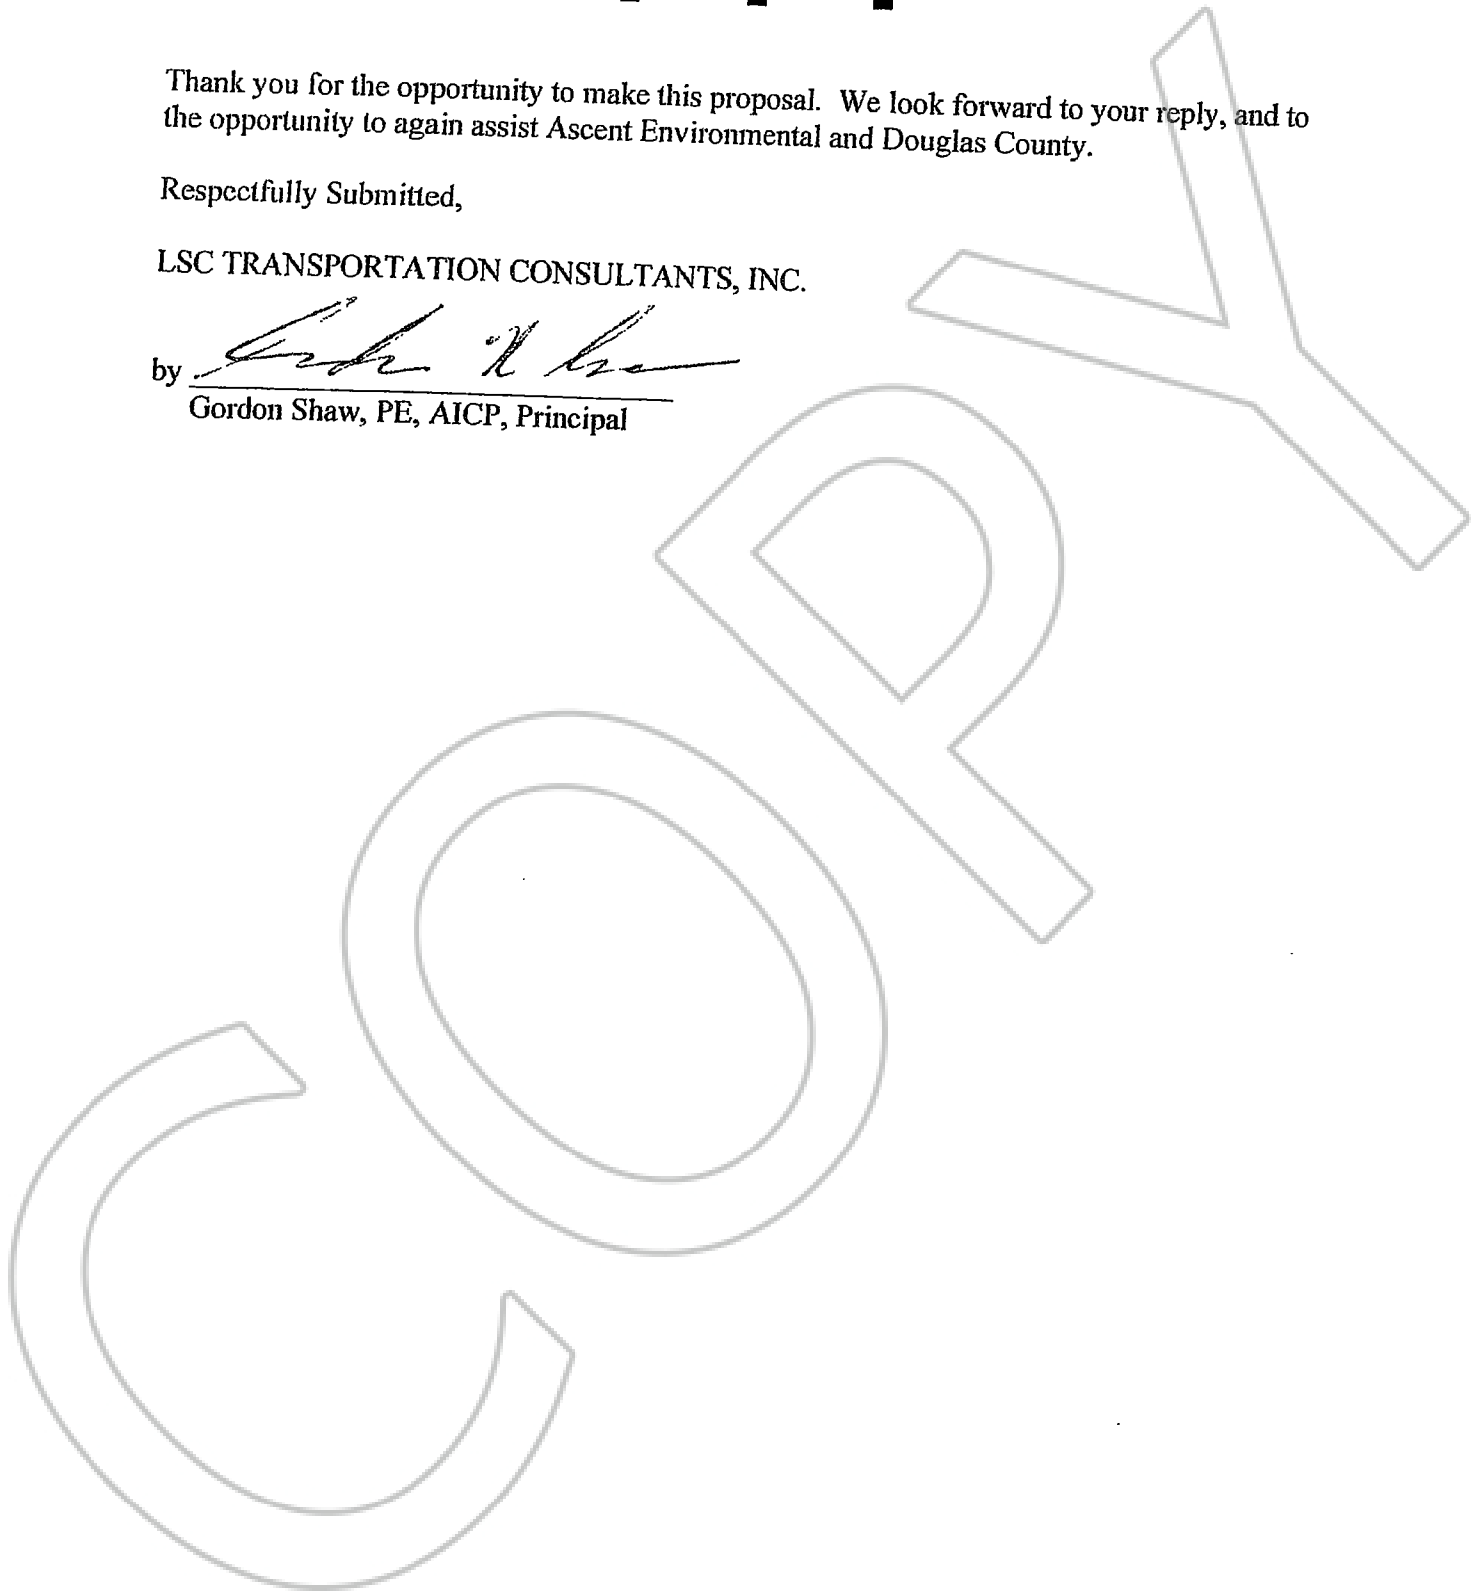 Thank you for the opportunity to make this proposal. We look forward to your reply, and to
the opportunity to again assist Ascent Environmental and Douglas County.
Respectfully Submitted,
LSC TRANSPORTATION CONSULTANTS, INC.
by
Gordon Shaw, PE, AICP, Principal
COPY